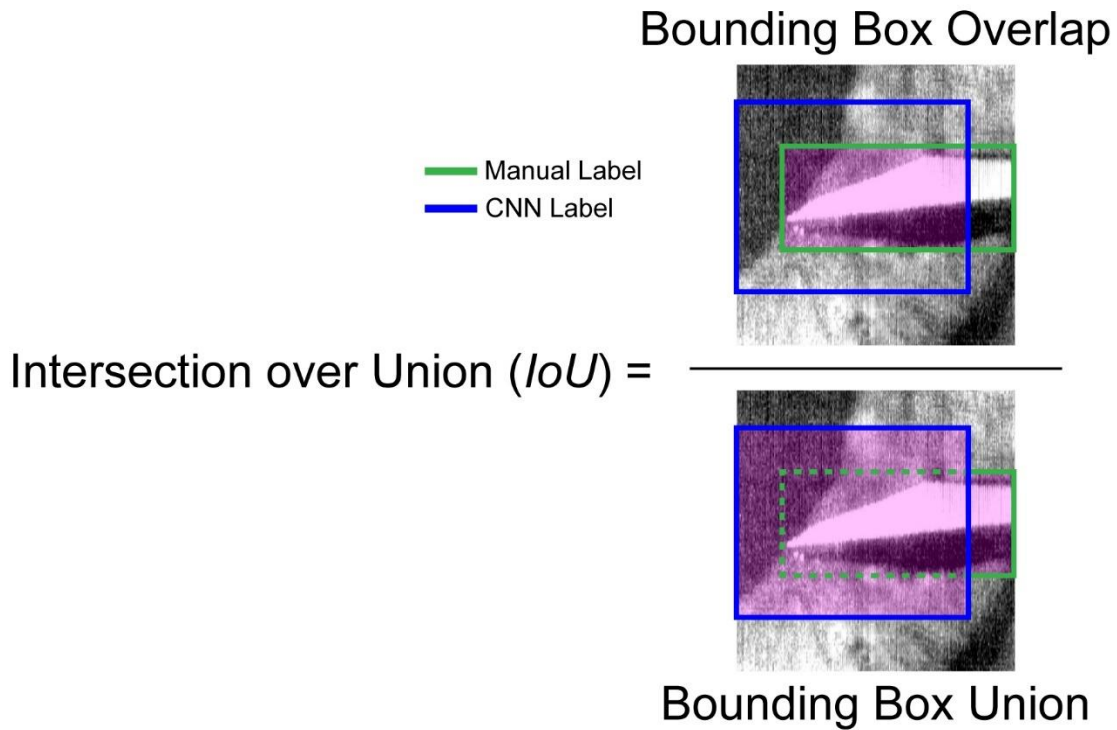 Bounding Box Overlap
Manual Label
CNN Label
Intersection over Union (IoU) =
Bounding Box Union